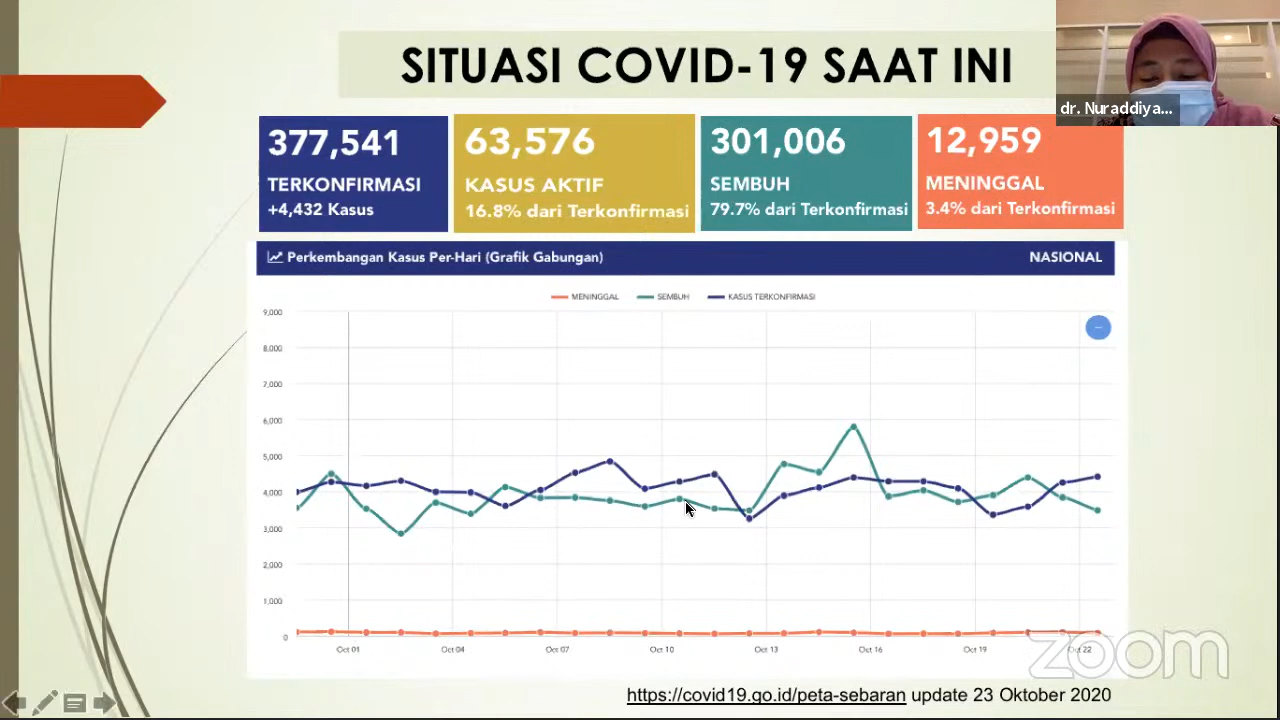 SITUASI COVID-19 SAAT INI
dr. Nuraddiya...
377,541
TERKONFIRMASI
+4,432 Kasus
63,576
KASUS AKTIF
16.8% dari Terkonfirmasi
301,006
SEMBUH
79.7% dari Terkonfirmasi
12,959
MENINGGAL
3.4% dari Terkonfirmasi
Perkembangan Kasus Per-Hari (Grafik Gabungan) NASIONAL
MENINGGAL SEMBUH KASUS TERKONFIRMASI
9,000
8,000
7,000
6,000
5,000
4,000
3,000
2,000
1,000
0
Oct 01 Oct 04 Oct 07 Oct 10 Oct 13 Oct 16 Oct 19 Oct 22
zoom
https://covid19.go.id/peta-sebaran update 23 Oktober 2020